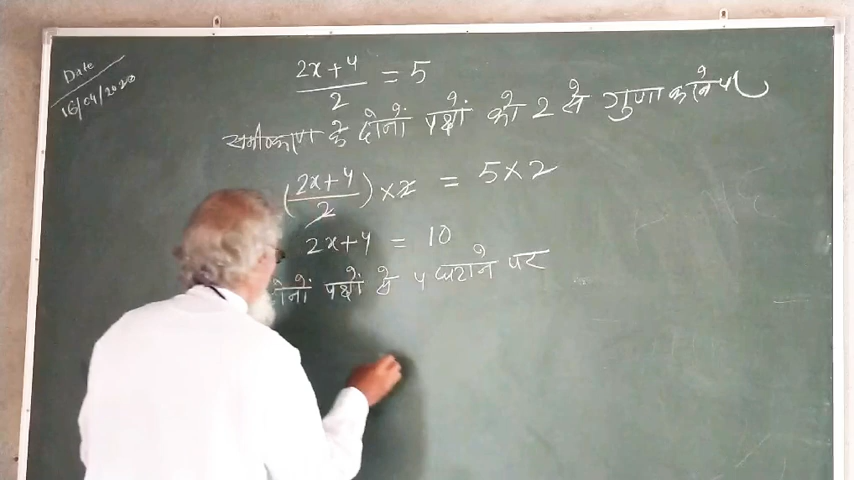 Date
16/04/2020
2x+4/2 = 5
समीकरण के दोनों पक्षों को 2 से गुणा करने पर
(2x+4/2) × 2 = 5 × 2
2x+4 = 10
दोनों पक्षों से 4 घटाने पर